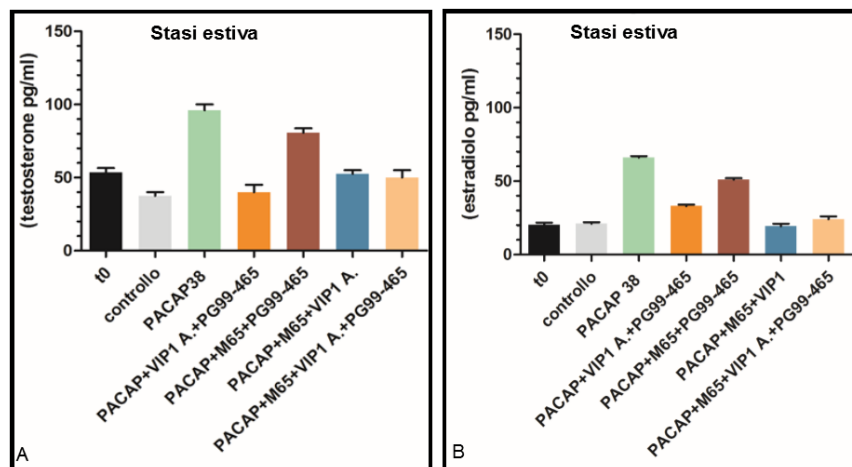 Stasi estiva
(testosterone pg/ml)
150
100
50
0
t0
controllo
PACAP38
PACAP+VIP1 A.+PG99-465
PACAP+M65+PG99-465
PACAP+M65+VIP1 A.
PACAP+M65+VIP1 A.+PG99-465
A
Stasi estiva
(estradiolo pg/ml)
150
100
50
0
t0
controllo
PACAP 38
PACAP+VIP1 A.+PG99-465
PACAP+M65+PG99-465
PACAP+M65+VIP1
PACAP+M65+VIP1 A.+PG99-465
B